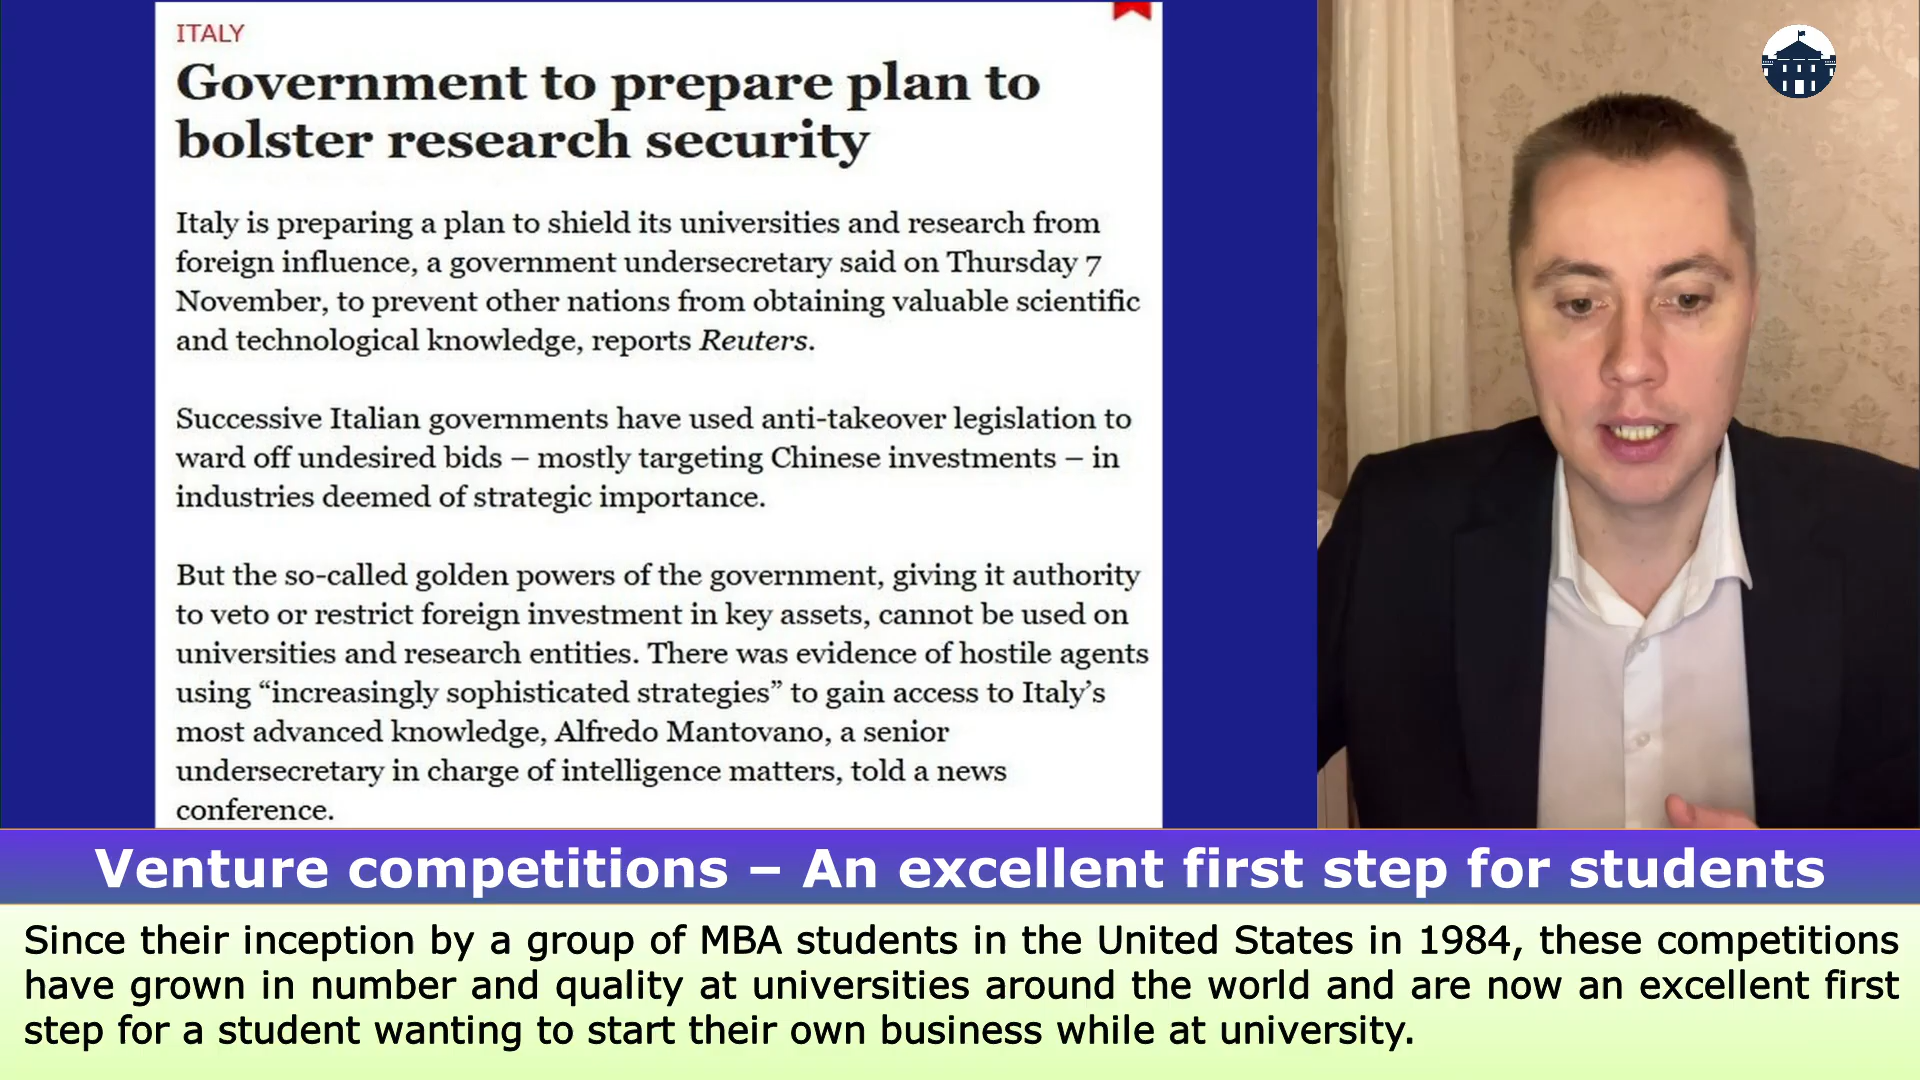 ITALY
Government to prepare plan to
bolster research security
Italy is preparing a plan to shield its universities and research from
foreign influence, a government undersecretary said on Thursday 7
November, to prevent other nations from obtaining valuable scientific
and technological knowledge, reports Reuters.
Successive Italian governments have used anti-takeover legislation to
ward off undesired bids – mostly targeting Chinese investments – in
industries deemed of strategic importance.
But the so-called golden powers of the government, giving it authority
to veto or restrict foreign investment in key assets, cannot be used on
universities and research entities. There was evidence of hostile agents
using “increasingly sophisticated strategies” to gain access to Italy’s
most advanced knowledge, Alfredo Mantovano, a senior
undersecretary in charge of intelligence matters, told a news
conference.
Venture competitions – An excellent first step for students
Since their inception by a group of MBA students in the United States in 1984, these competitions
have grown in number and quality at universities around the world and are now an excellent first
step for a student wanting to start their own business while at university.